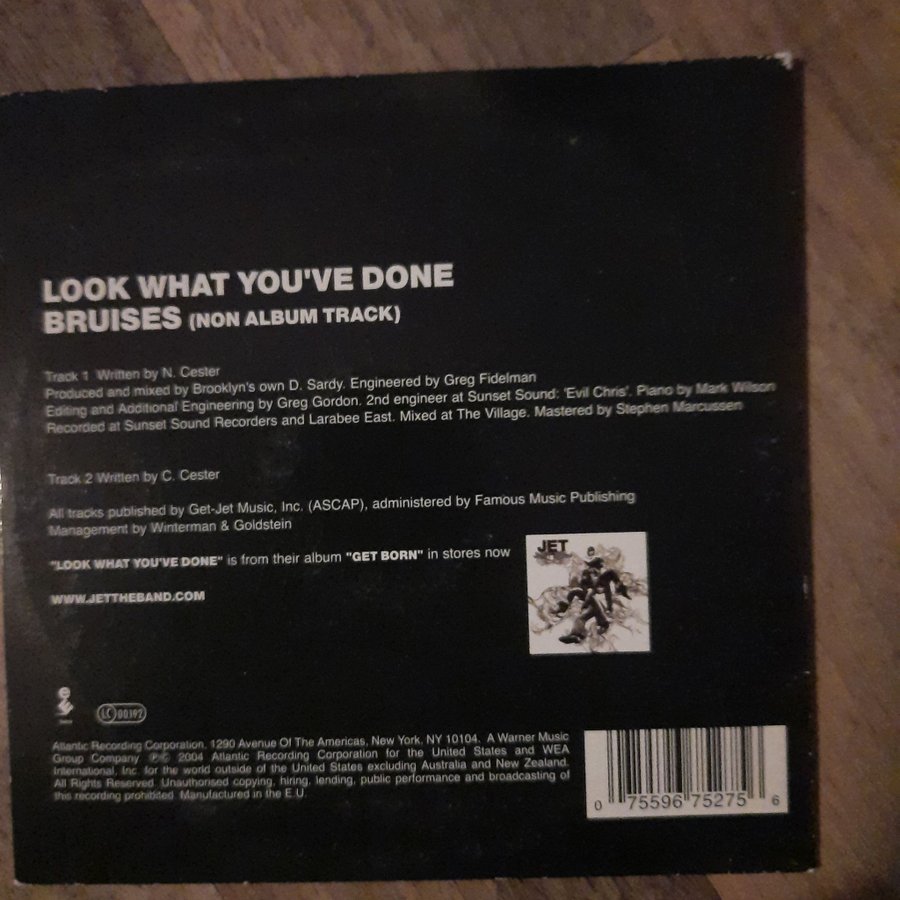 LOOK WHAT YOU'VE DONE
BRUISES (NON ALBUM TRACK)
Track 1 Written by N. Cester
Produced and mixed by Brooklyn's own D. Sardy. Engineered by Greg Fidelman
Editing and Additional Engineering by Greg Gordon. 2nd engineer at Sunset Sound: 'Evil Chris'. Piano by Mark Wilson
Recorded at Sunset Sound Recorders and Larabee East. Mixed at The Village. Mastered by Stephen Marcussen
Track 2 Written by C. Cester
All tracks published by Get-Jet Music, Inc. (ASCAP), administered by Famous Music Publishing
Management by Winterman & Goldstein
"LOOK WHAT YOU'VE DONE" is from their album "GET BORN" in stores now
JET
WWW.JETTHEBAND.COM
LC 00192
Atlantic Recording Corporation, 1290 Avenue Of The Americas, New York, NY 10104. A Warner Music
Group Company ℗© 2004 Atlantic Recording Corporation for the United States and WEA
International, Inc. for the world outside of the United States excluding Australia and New Zealand.
All Rights Reserved. Unauthorised copying, hiring, lending, public performance and broadcasting of
this recording prohibited. Manufactured in the E.U.
0 75596 75275 6